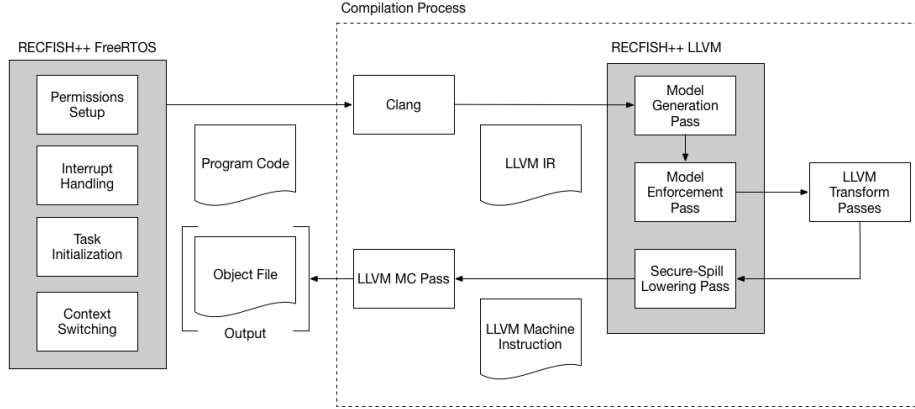 Compilation Process
RECFISH++ FreeRTOS
RECFISH++ LLVM
Permissions
Setup
Clang
Model
Generation
Pass
Program Code
LLVM IR
Interrupt
Handling
Model
Enforcement
Pass
LLVM
Transform
Passes
Task
Initialization
Object File
LLVM MC Pass
Secure-Spill
Lowering Pass
Context
Switching
Output
LLVM Machine
Instruction